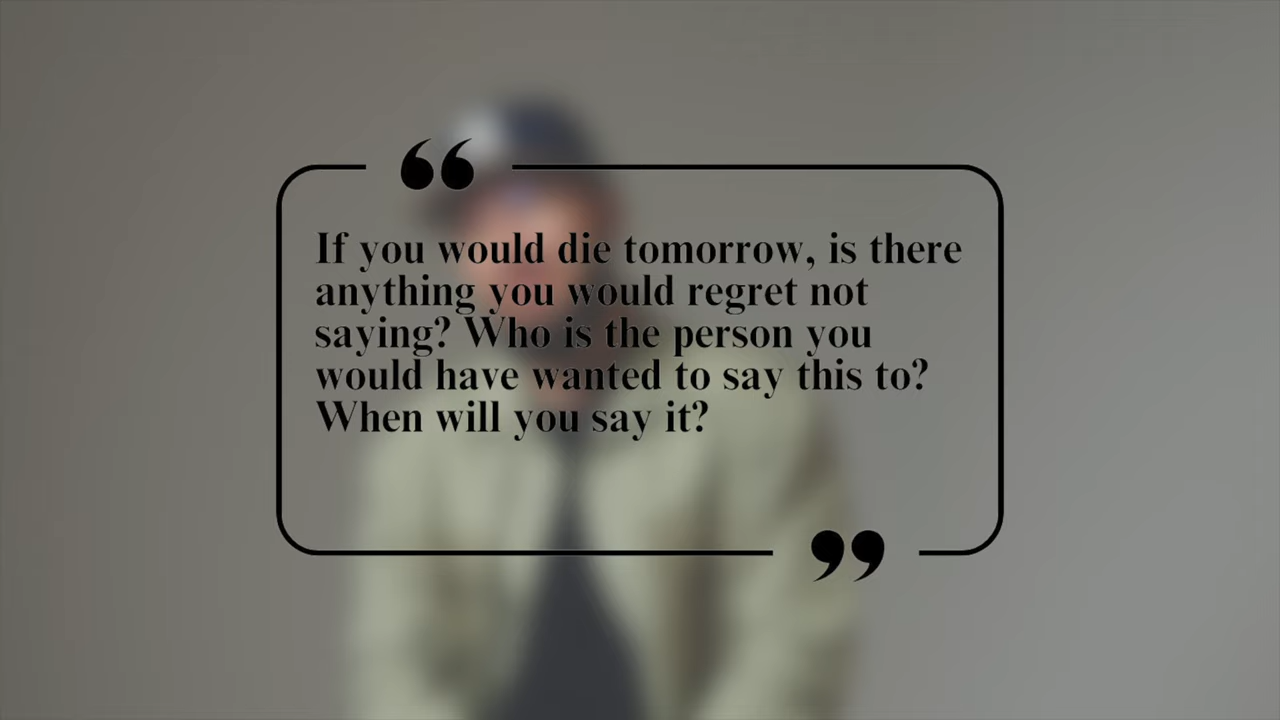 If you would die tomorrow, is there
anything you would regret not
saying? Who is the person you
would have wanted to say this to?
When will you say it?